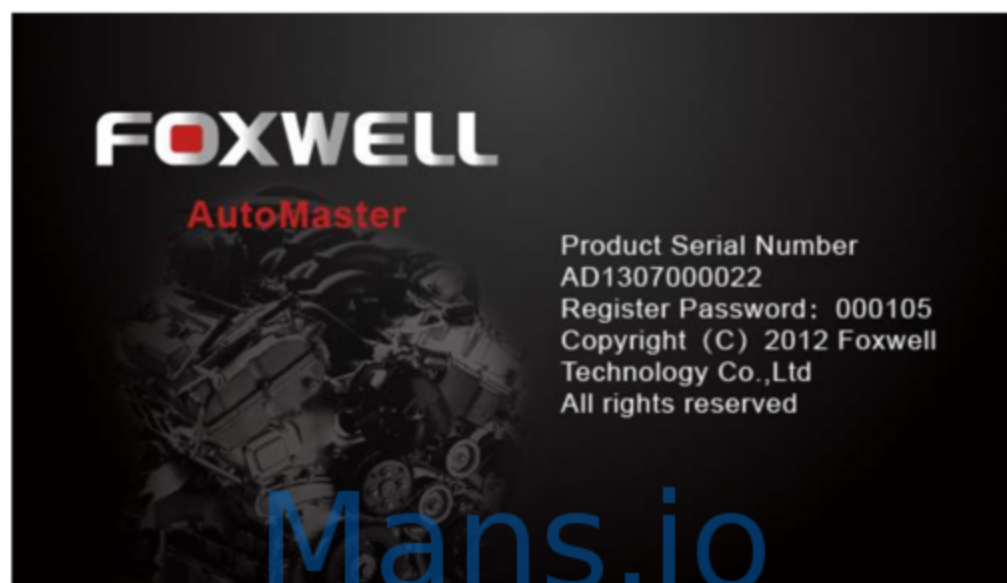 FOXWELL
AutoMaster
Product Serial Number
AD1307000022
Register Password：000105
Copyright（C）2012 Foxwell
Technology Co.,Ltd
All rights reserved
Mans.io